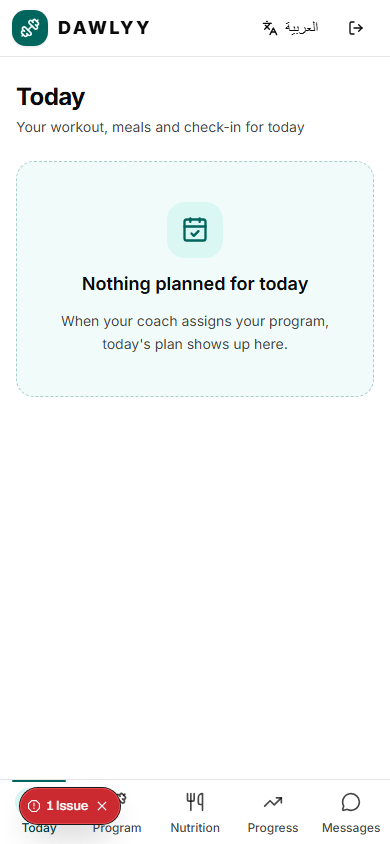 DAWLYY
العربية
Today
Your workout, meals and check-in for today
Nothing planned for today
When your coach assigns your program,
today's plan shows up here.
1 Issue
Today
Program
Nutrition
Progress
Messages